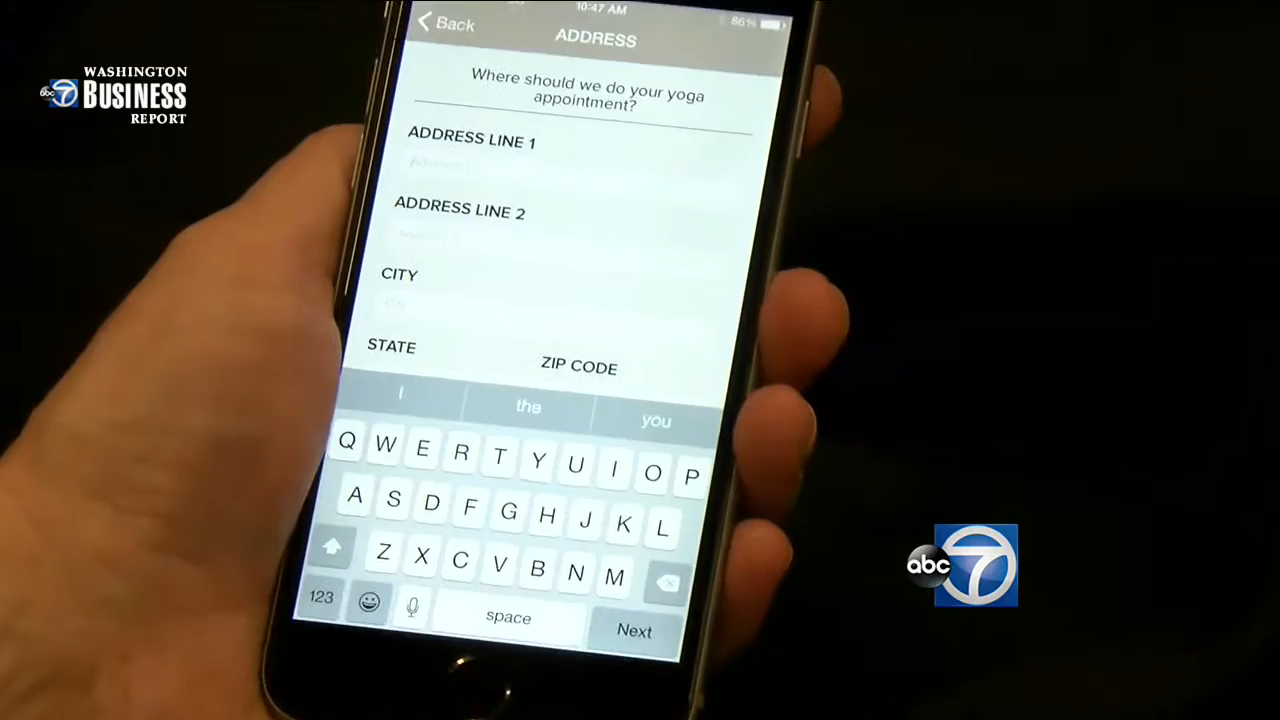 WASHINGTON
abc 7 BUSINESS
REPORT
10:47 AM
86%
Back
ADDRESS
Where should we do your yoga
appointment?
ADDRESS LINE 1
ADDRESS LINE 2
CITY
STATE ZIP CODE
I the you
Q W E R T Y U I O P
A S D F G H J K L
Z X C V B N M
123 space Next
abc 7